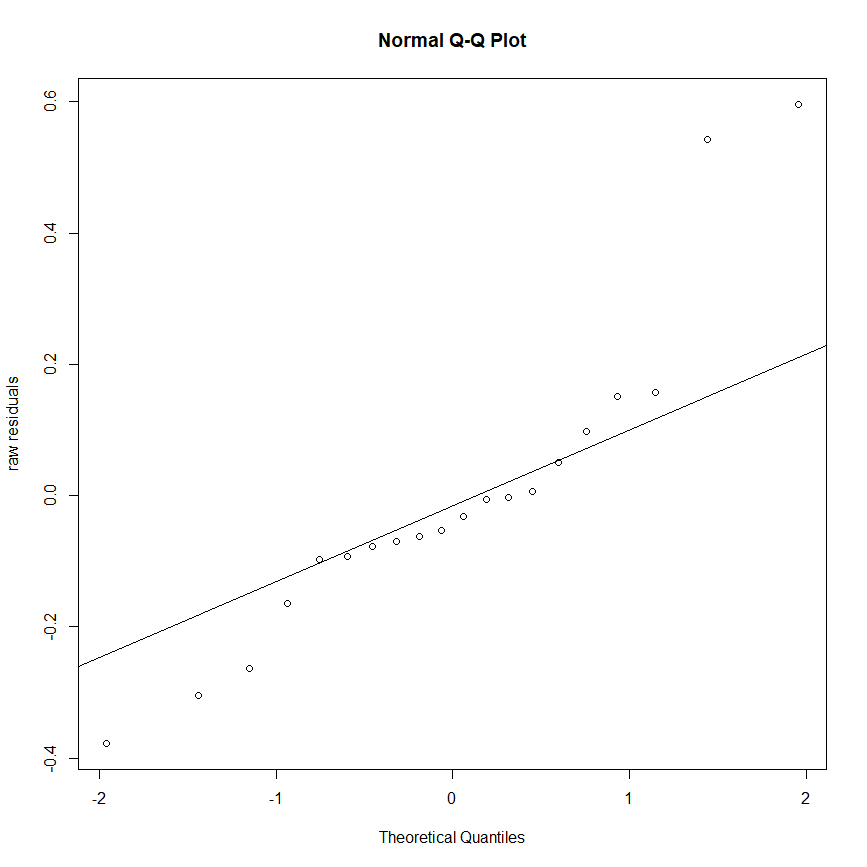 Normal Q-Q Plot
0.6
0.4
0.2
0.0
-0.2
-0.4
raw residuals
-2 -1 0 1 2
Theoretical Quantiles